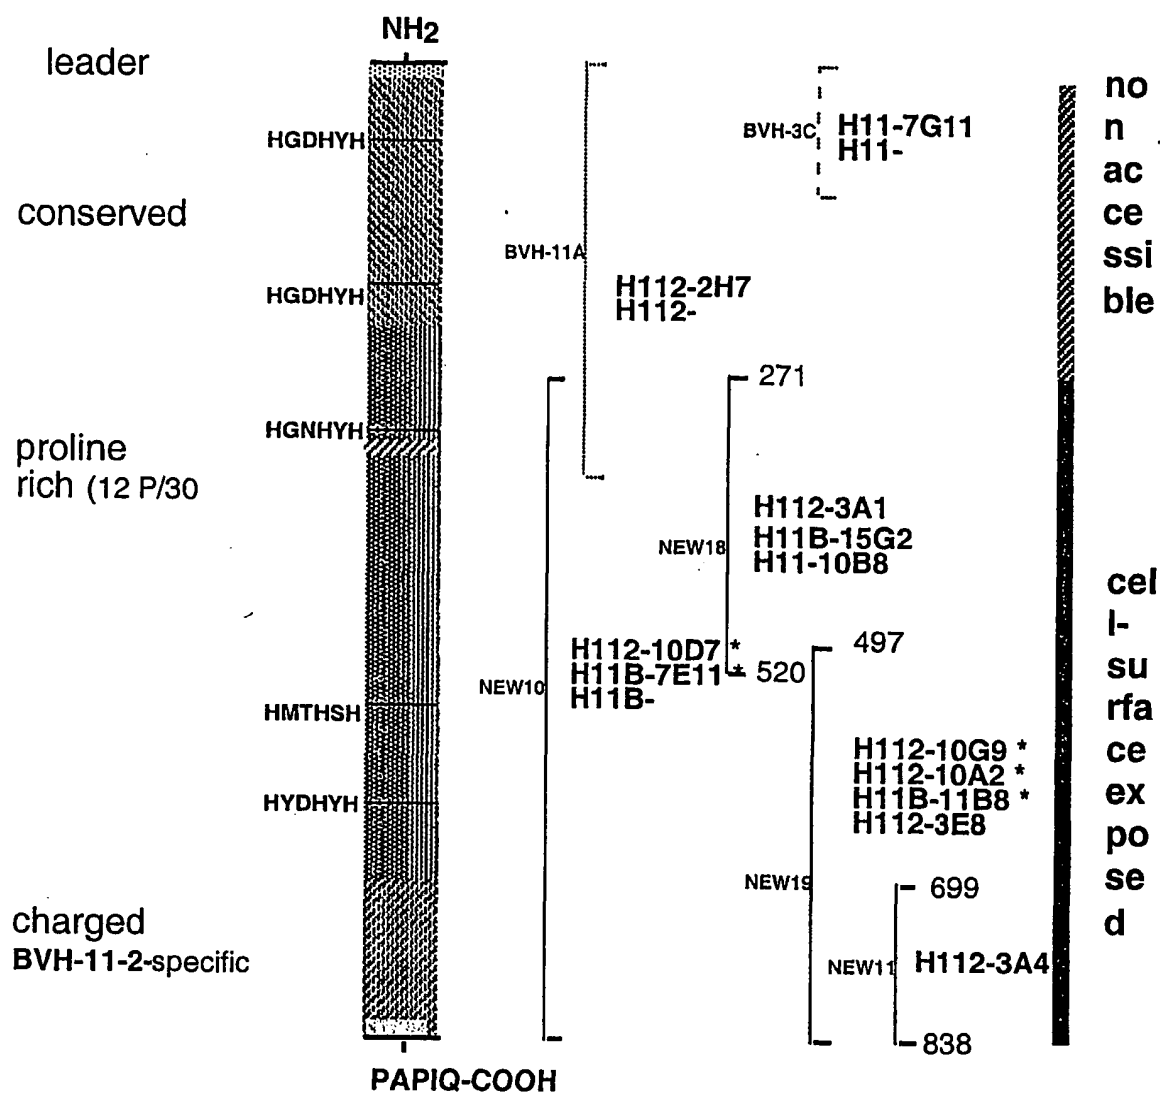 NH2
leader
HGDHYH
conserved
HGDHYH
HGNHYH
proline
rich (12 P/30
HMTHSH
HYDHYH
charged
BVH-11-2-specific
PAPIQ-COOH
BVH-11A
H112-2H7
H112-
BVH-3C
H11-7G11
H11-
271
NEW18
H112-3A1
H11B-15G2
H11-10B8
520
NEW10
H112-10D7 *
H11B-7E11 *
H11B-
497
NEW19
H112-10G9 *
H112-10A2 *
H11B-11B8 *
H112-3E8
699
NEW11
H112-3A4
838
no
n
ac
ce
ssi
ble
cel
l-
su
rfa
ce
ex
po
se
d